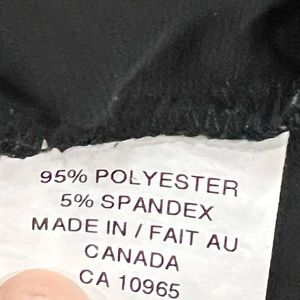 95% POLYESTER
5% SPANDEX
MADE IN / FAIT AU
CANADA
CA 10965